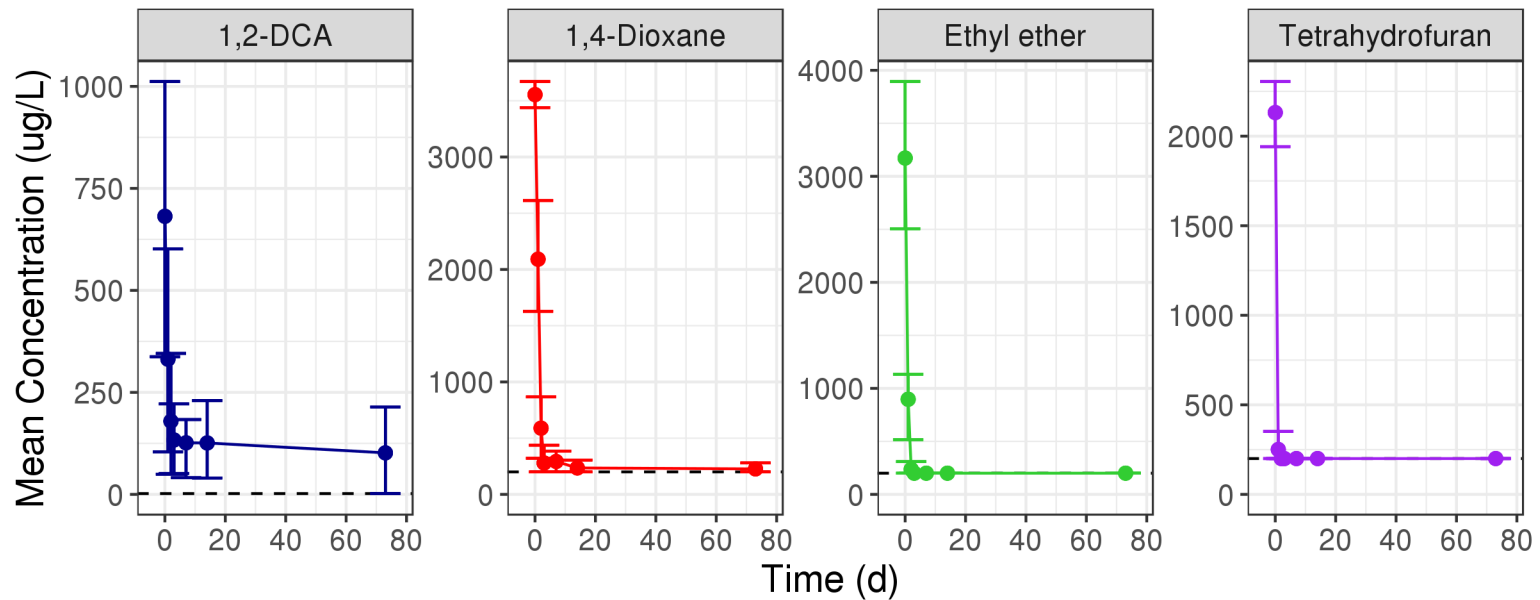 1,2-DCA
1,4-Dioxane
Ethyl ether
Tetrahydrofuran
Mean Concentration (ug/L)
1000
750
500
250
0
3000
2000
1000
0
4000
3000
2000
1000
0
2000
1500
1000
500
0
0 20 40 60 80
0 20 40 60 80
0 20 40 60 80
0 20 40 60 80
Time (d)